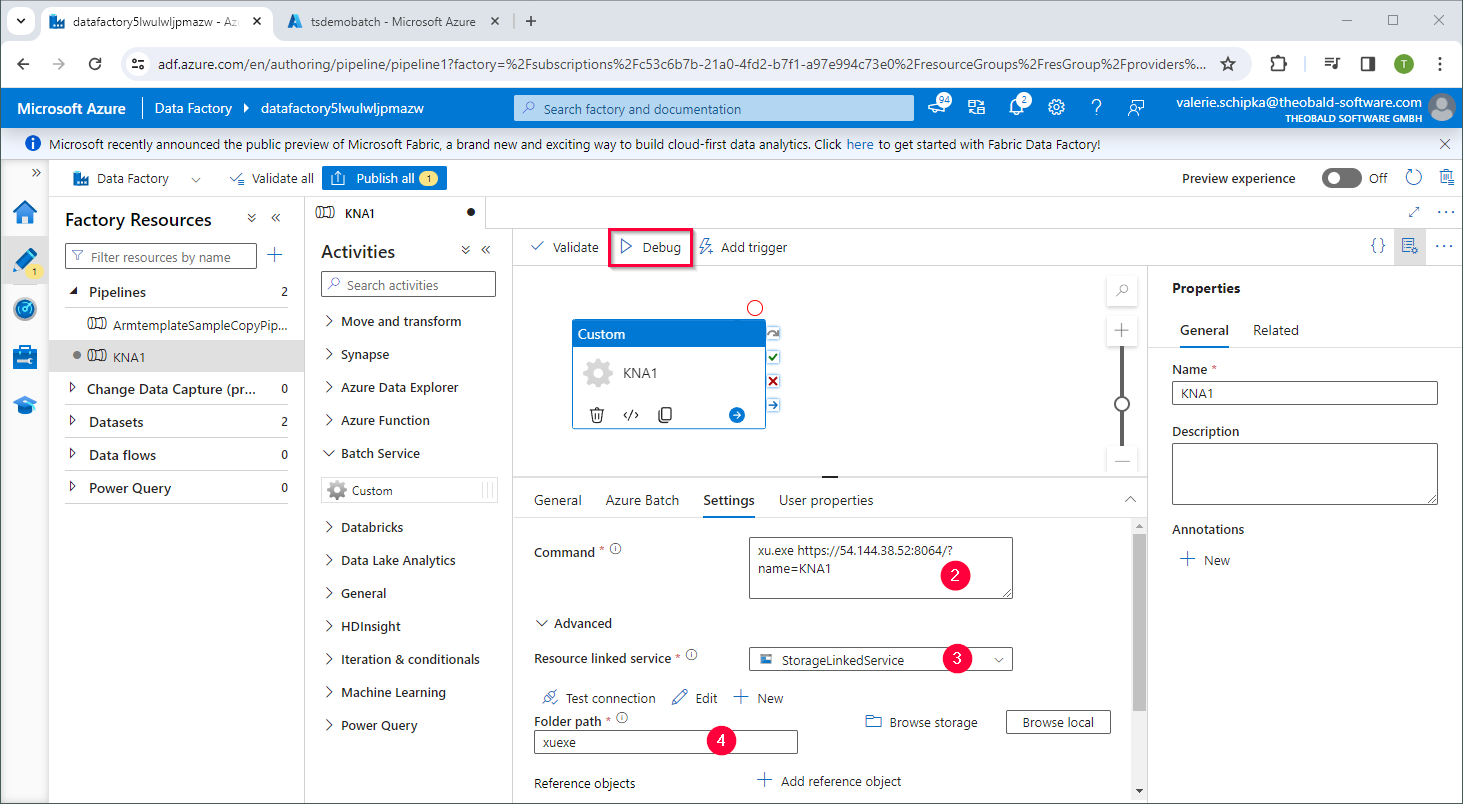 datafactory5lwulwljpmazw - Az
tsdemobatch - Microsoft Azure
adf.azure.com/en/authoring/pipeline/pipeline1?factory=%2Fsubscriptions%2Fc53c6b7b-21a0-4fd2-b7f1-a97e994c73e0%2FresourceGroups%2FresGroup%2Fproviders%...
T
Microsoft Azure
Data Factory
datafactory5lwulwljpmazw
Search factory and documentation
94
2
valerie.schipka@theobald-software.com
THEOBALD SOFTWARE GMBH
Microsoft recently announced the public preview of Microsoft Fabric, a brand new and exciting way to build cloud-first data analytics. Click here to get started with Fabric Data Factory!
Data Factory
Validate all
Publish all 1
Preview experience
Off
1
Factory Resources
Filter resources by name
Pipelines 2
ArmtemplateSampleCopyPip...
KNA1
Change Data Capture (pr... 0
Datasets 2
Data flows 0
Power Query 0
KNA1
Activities
Search activities
Move and transform
Synapse
Azure Data Explorer
Azure Function
Batch Service
Custom
Databricks
Data Lake Analytics
General
HDInsight
Iteration & conditionals
Machine Learning
Power Query
Validate
Debug
Add trigger
Custom
KNA1
General
Azure Batch
Settings
User properties
Command *
xu.exe https://54.144.38.52:8064/?
name=KNA1
2
Advanced
Resource linked service *
StorageLinkedService
3
Test connection
Edit
New
Folder path *
xuexe
4
Browse storage
Browse local
Reference objects
Add reference object
Properties
General
Related
Name *
KNA1
Description
Annotations
New